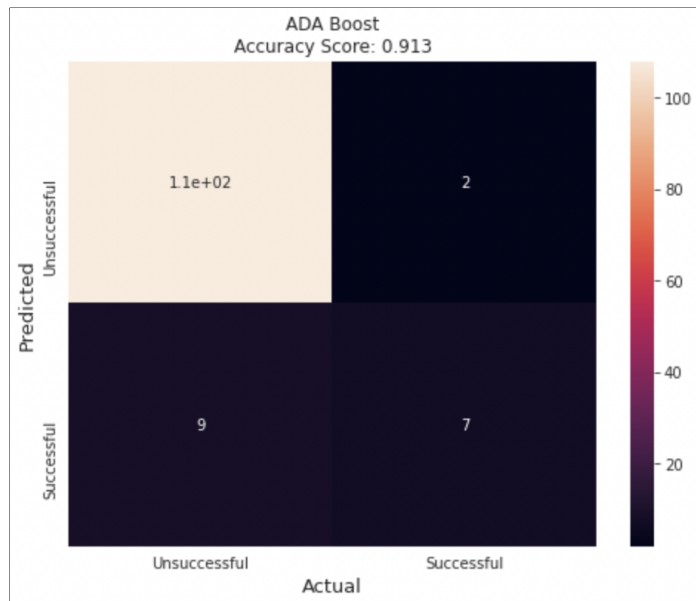 ADA Boost
Accuracy Score: 0.913
Predicted
Unsuccessful
1.1e+02
2
100
80
60
40
20
Successful
9
7
Unsuccessful
Successful
Actual